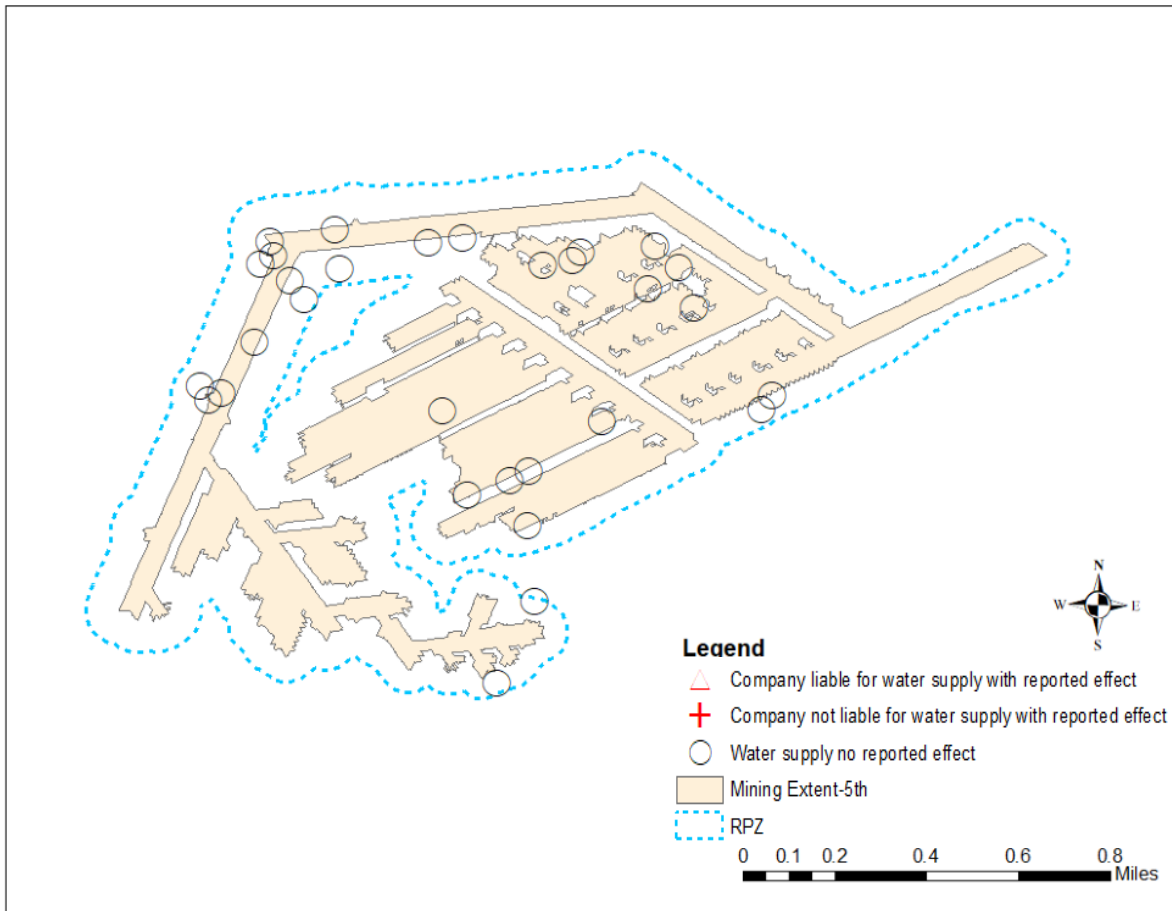 N
W E
S
Legend
Company liable for water supply with reported effect
Company not liable for water supply with reported effect
Water supply no reported effect
Mining Extent-5th
RPZ
0 0.1 0.2 0.4 0.6 0.8
Miles